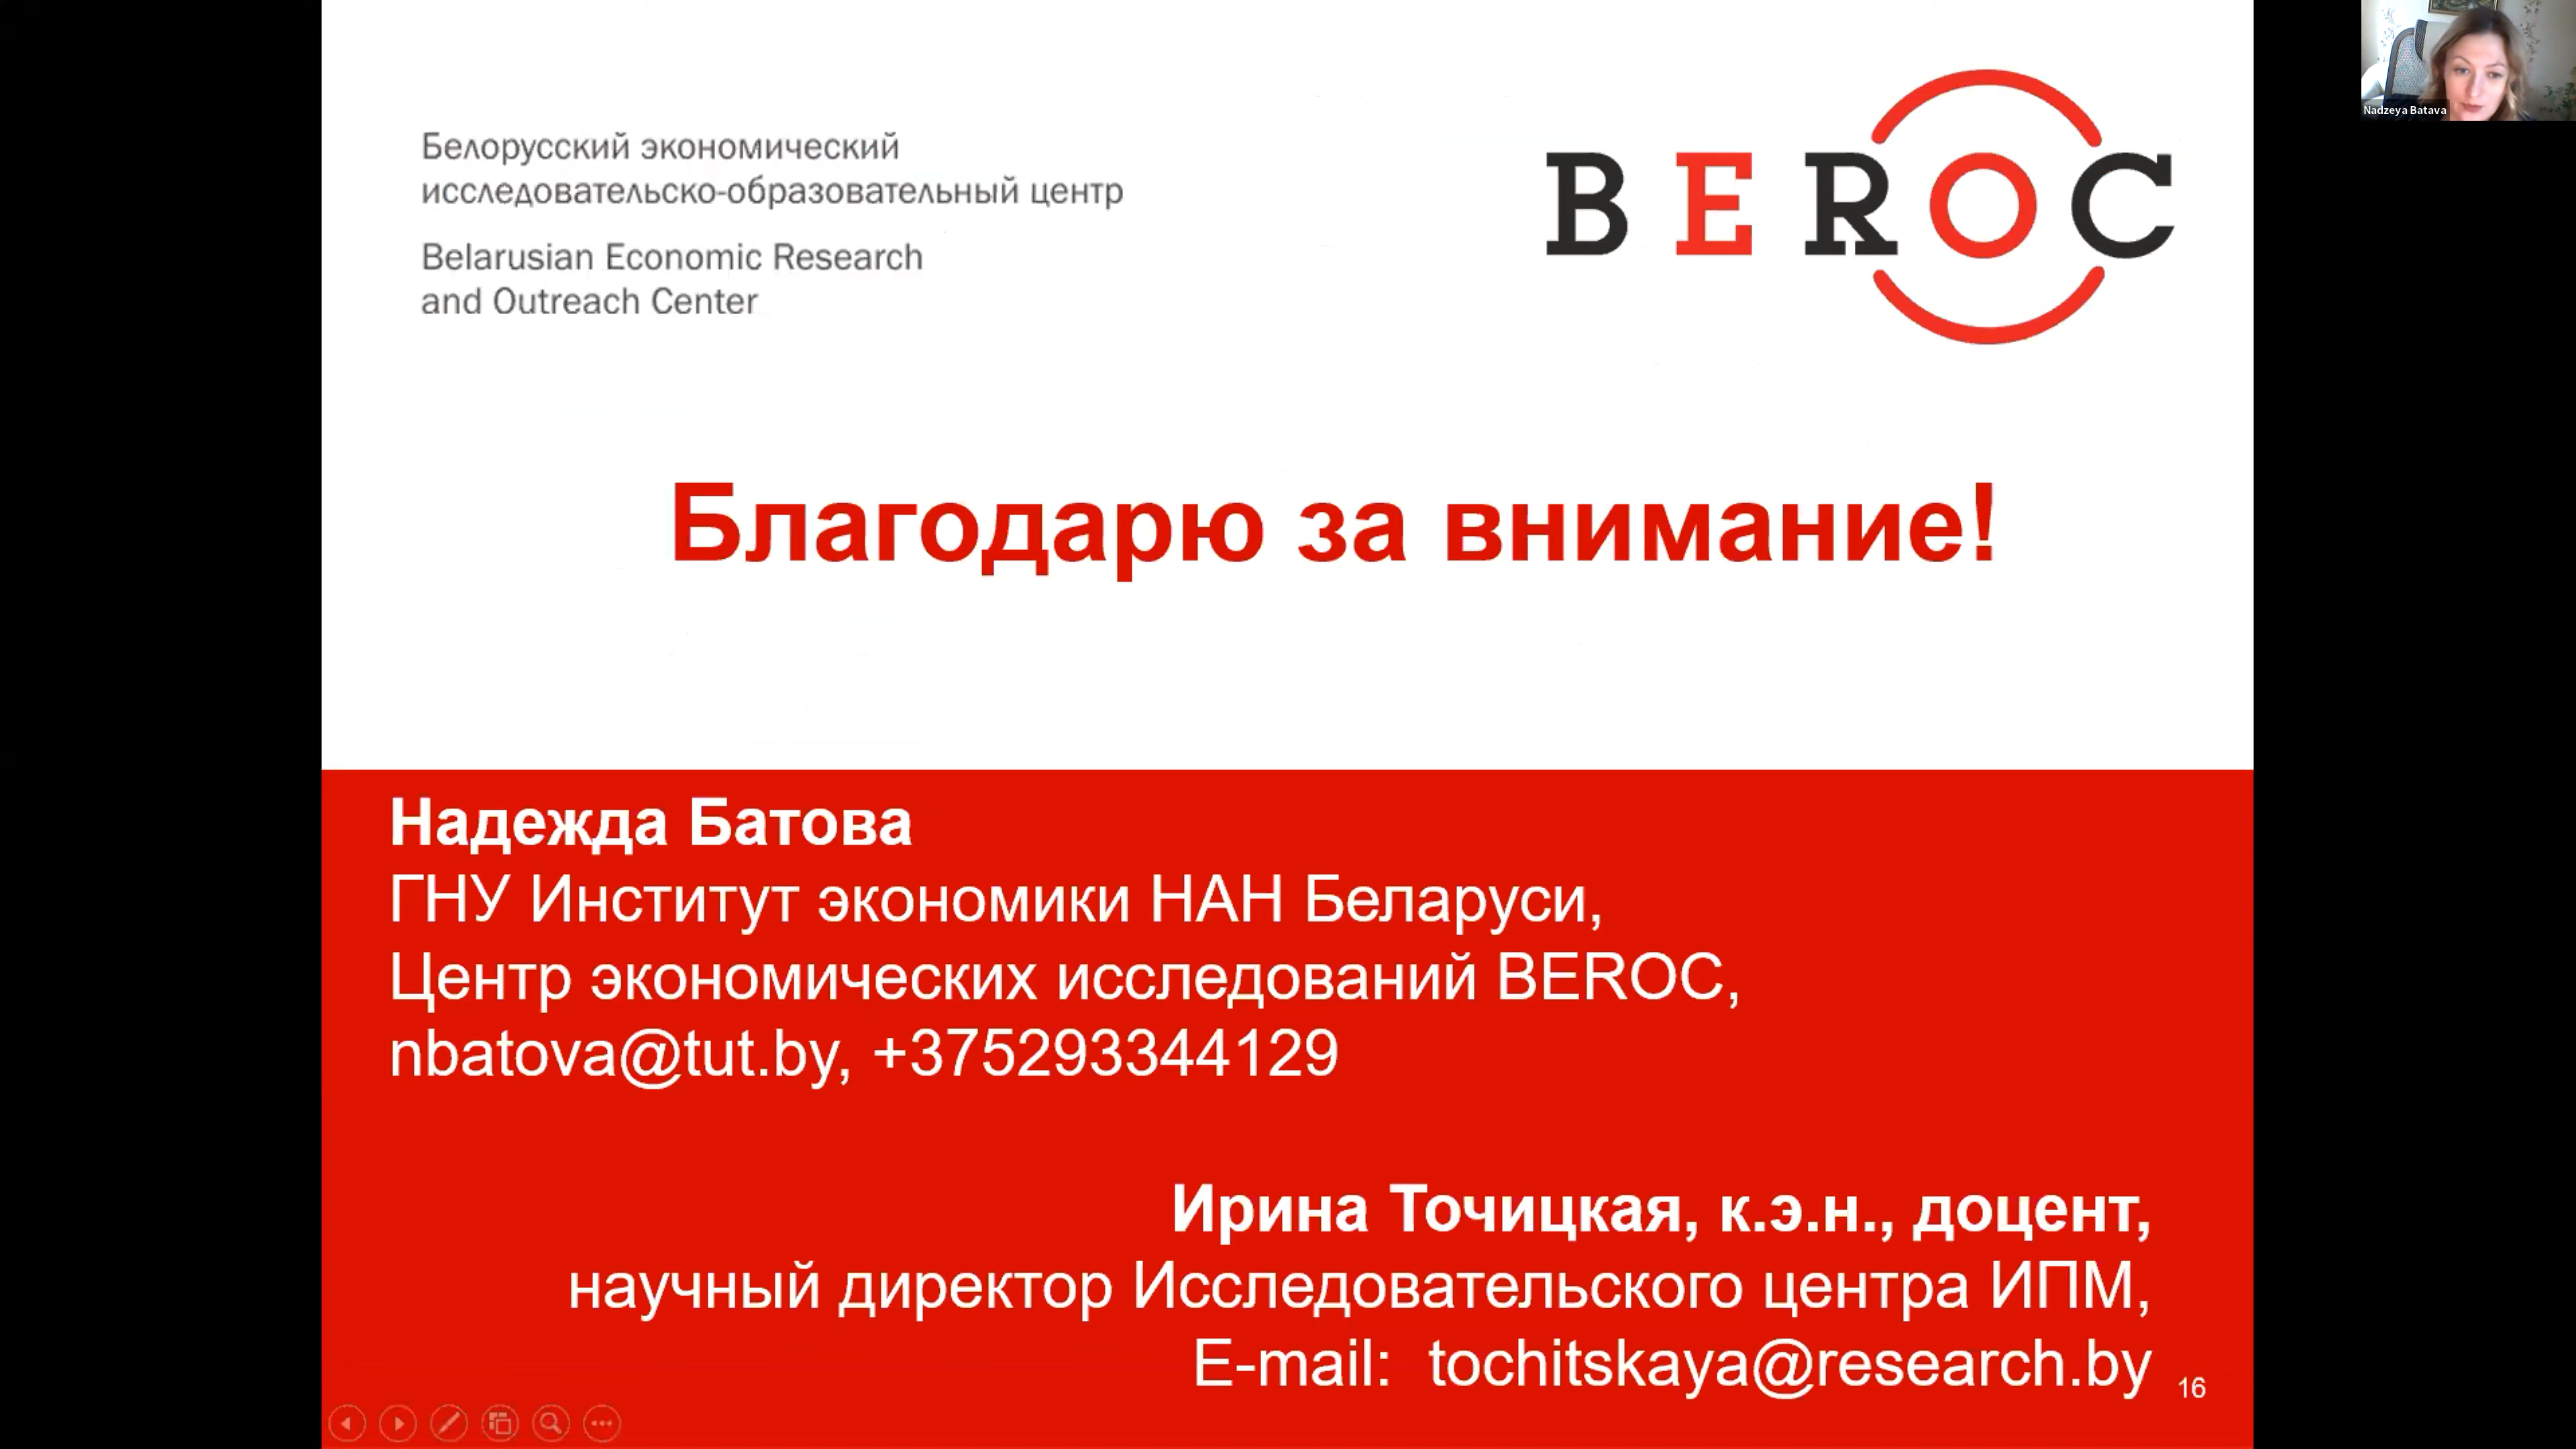 Белорусский экономический
исследовательско-образовательный центр
Belarusian Economic Research
and Outreach Center
BEROC
Nadzeya Batava
Благодарю за внимание!
Надежда Батова
ГНУ Институт экономики НАН Беларуси,
Центр экономических исследований BEROC,
nbatova@tut.by, +375293344129
Ирина Точицкая, к.э.н., доцент,
научный директор Исследовательского центра ИПМ,
E-mail:  tochitskaya@research.by
16